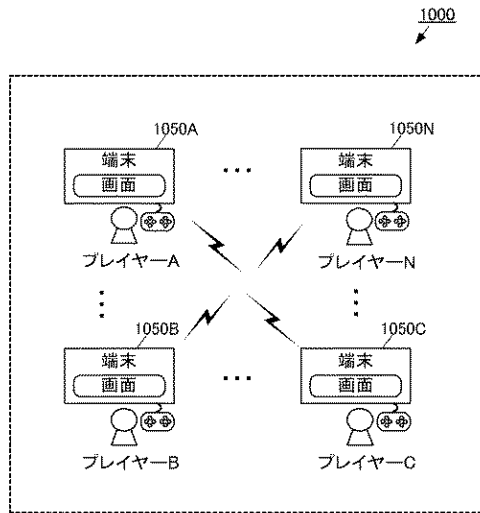 1000
1050A
1050N
端末
画面
端末
画面
プレイヤーA
プレイヤーN
1050B
1050C
端末
画面
端末
画面
プレイヤーB
プレイヤーC